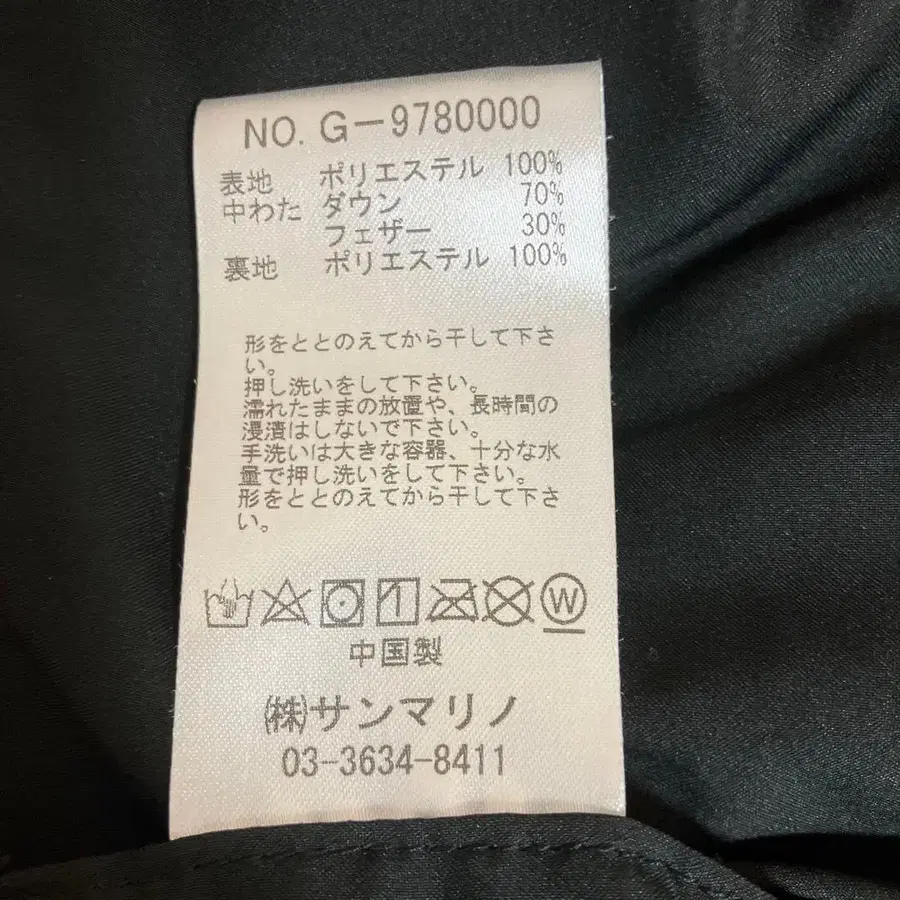 NO. G-9780000
表地 ポリエステル 100%
中わた ダウン 70%
フェザー 30%
裏地 ポリエステル 100%
形をととのえてから干して下さ
い。
押し洗いをして下さい。
濡れたままの放置や、長時間の
浸漬はしないで下さい。
手洗いは大きな容器、十分な水
量で押し洗いをして下さい。
形をととのえてから干して下さ
い。
W
中国製
㈱サンマリノ
03-3634-8411